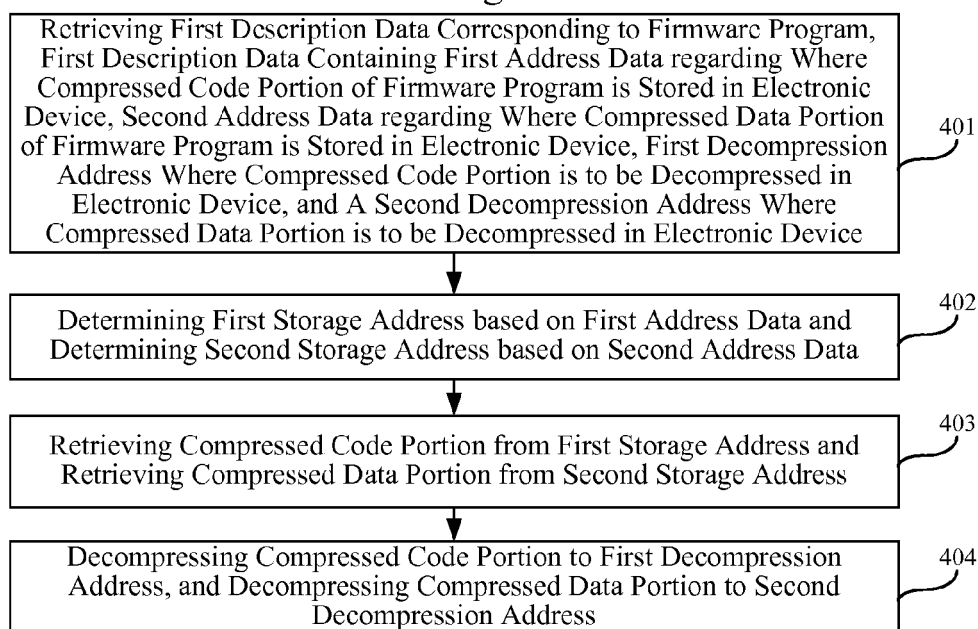 Retrieving First Description Data Corresponding to Firmware Program,
First Description Data Containing First Address Data regarding Where
Compressed Code Portion of Firmware Program is Stored in Electronic
Device, Second Address Data regarding Where Compressed Data Portion
of Firmware Program is Stored in Electronic Device, First Decompression
Address Where Compressed Code Portion is to be Decompressed in
Electronic Device, and A Second Decompression Address Where
Compressed Data Portion is to be Decompressed in Electronic Device
401
Determining First Storage Address based on First Address Data and
Determining Second Storage Address based on Second Address Data
402
Retrieving Compressed Code Portion from First Storage Address and
Retrieving Compressed Data Portion from Second Storage Address
403
Decompressing Compressed Code Portion to First Decompression
Address, and Decompressing Compressed Data Portion to Second
Decompression Address
404